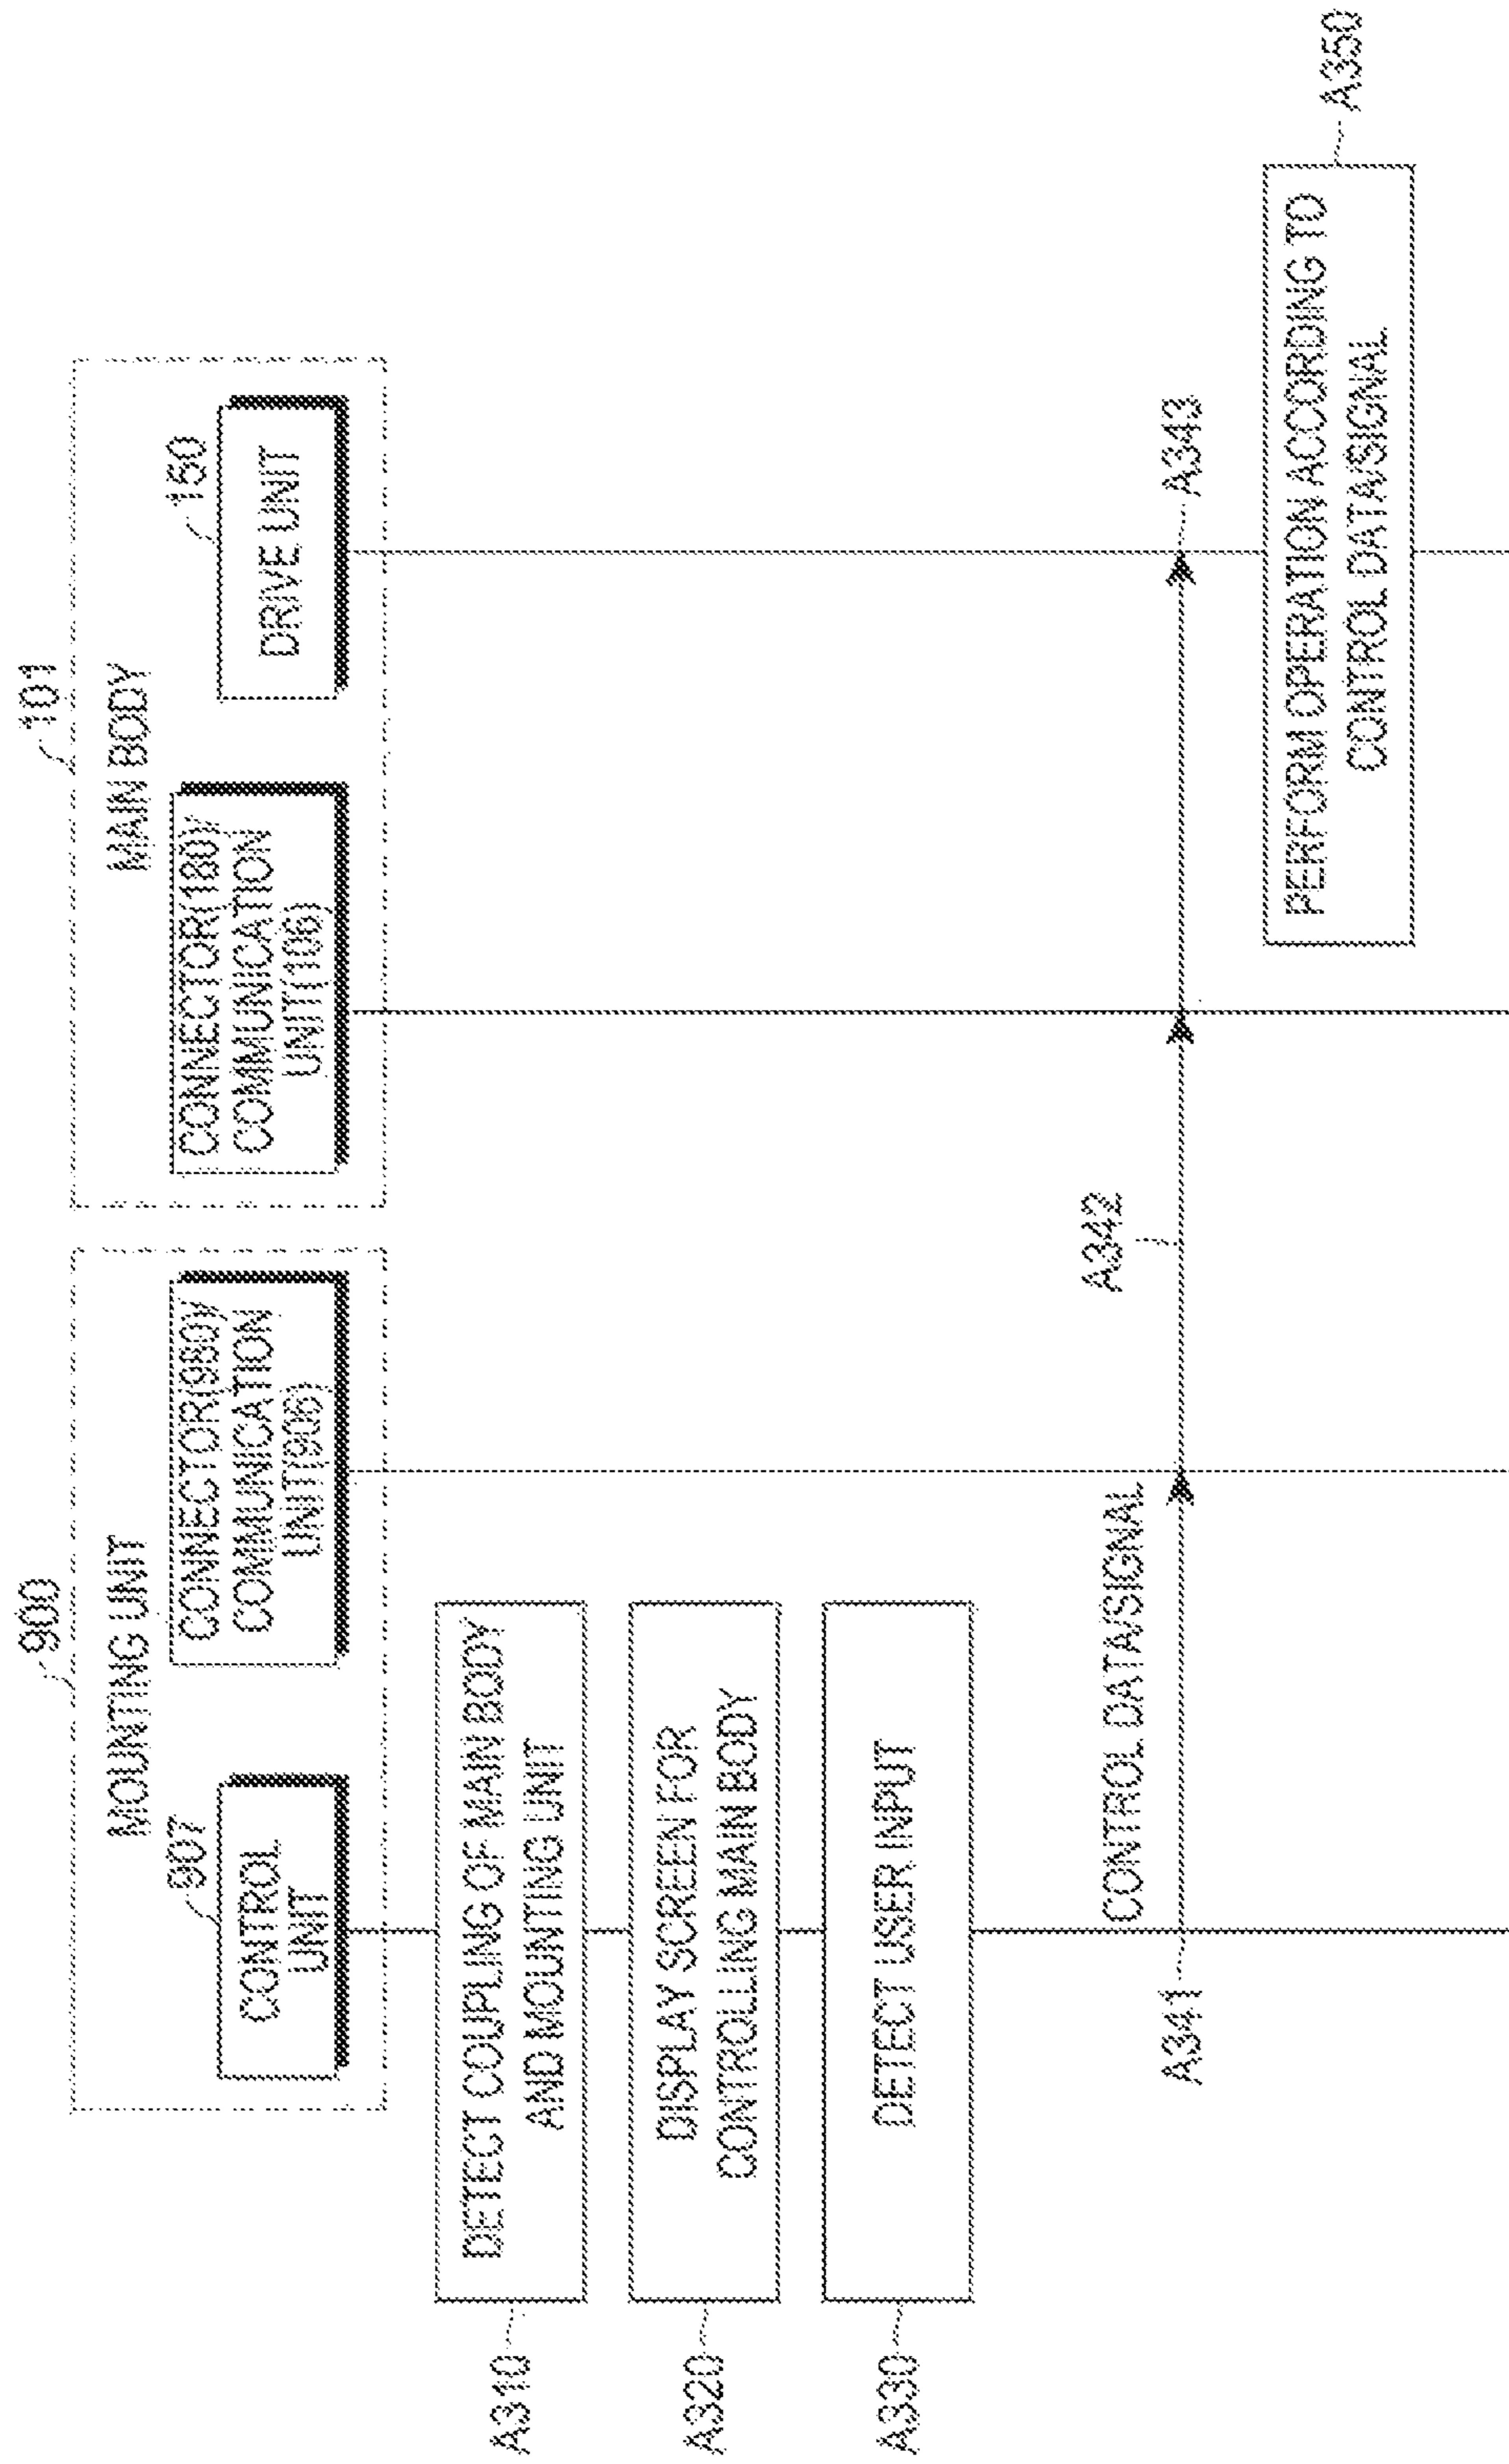 900
101
MOUNTING UNIT
MAIN BODY
907
150
CONTROL
UNIT
CONNECTOR(980)/
COMMUNICATION
UNIT(906)
CONNECTOR(180)/
COMMUNICATION
UNIT(106)
DRIVE UNIT
A310
DETECT COUPLING OF MAIN BODY
AND MOUNTING UNIT
A320
DISPLAY SCREEN FOR
CONTROLLING MAIN BODY
A330
DETECT USER INPUT
CONTROL DATA/SIGNAL
A341
A342
A343
PERFORM OPERATION ACCORDING TO
CONTROL DATA/SIGNAL
A350